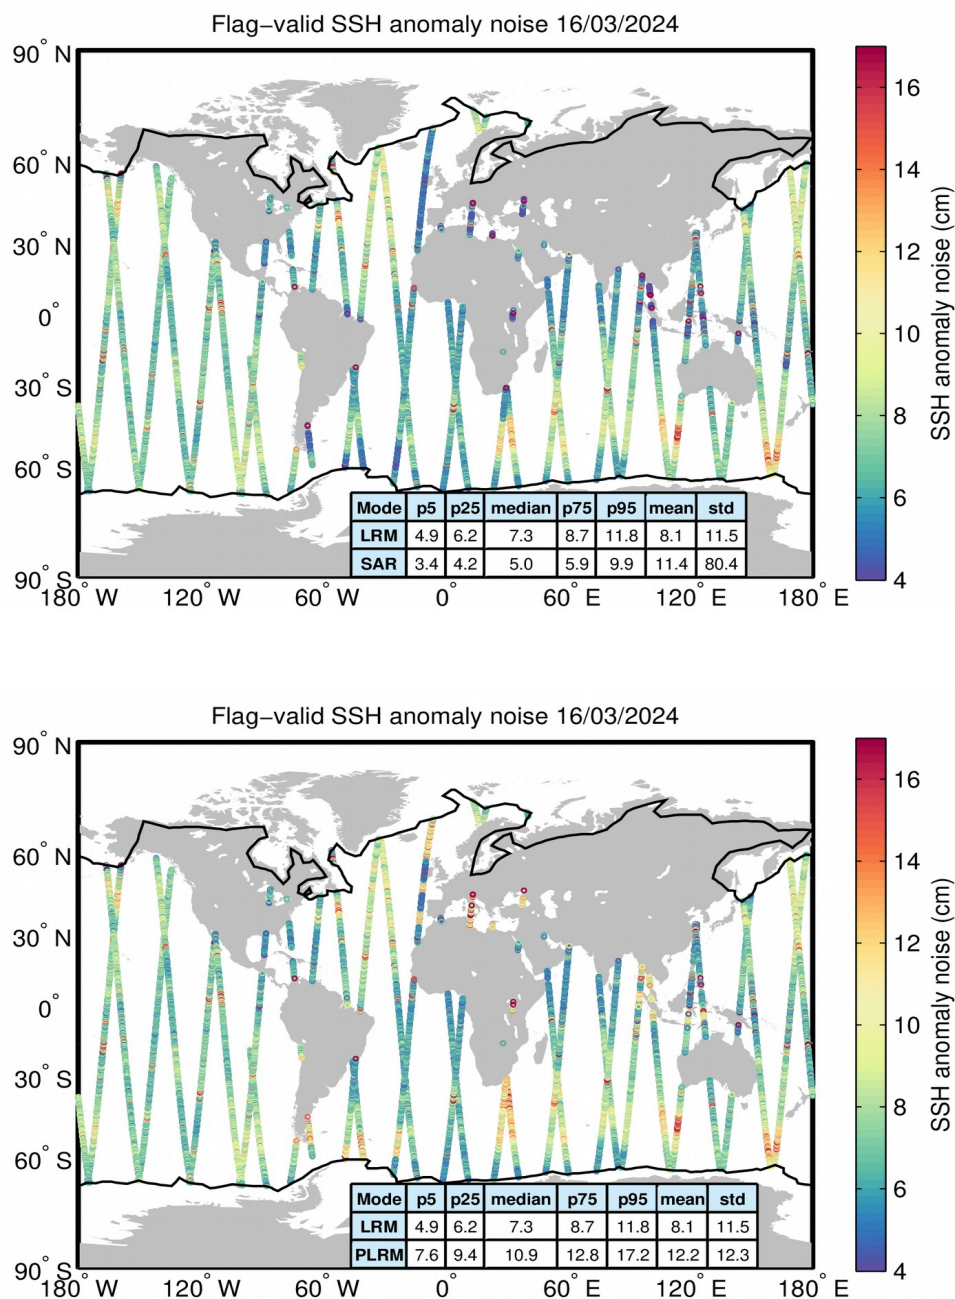 Flag−valid SSH anomaly noise 16/03/2024
90° N
60° N
30° N
0°
30° S
60° S
90° S
180° W 120° W 60° W 0° 60° E 120° E 180° E
Mode p5 p25 median p75 p95 mean std
LRM 4.9 6.2 7.3 8.7 11.8 8.1 11.5
SAR 3.4 4.2 5.0 5.9 9.9 11.4 80.4
16
14
12
10
8
6
4
SSH anomaly noise (cm)
Flag−valid SSH anomaly noise 16/03/2024
90° N
60° N
30° N
0°
30° S
60° S
90° S
180° W 120° W 60° W 0° 60° E 120° E 180° E
Mode p5 p25 median p75 p95 mean std
LRM 4.9 6.2 7.3 8.7 11.8 8.1 11.5
PLRM 7.6 9.4 10.9 12.8 17.2 12.2 12.3
16
14
12
10
8
6
4
SSH anomaly noise (cm)